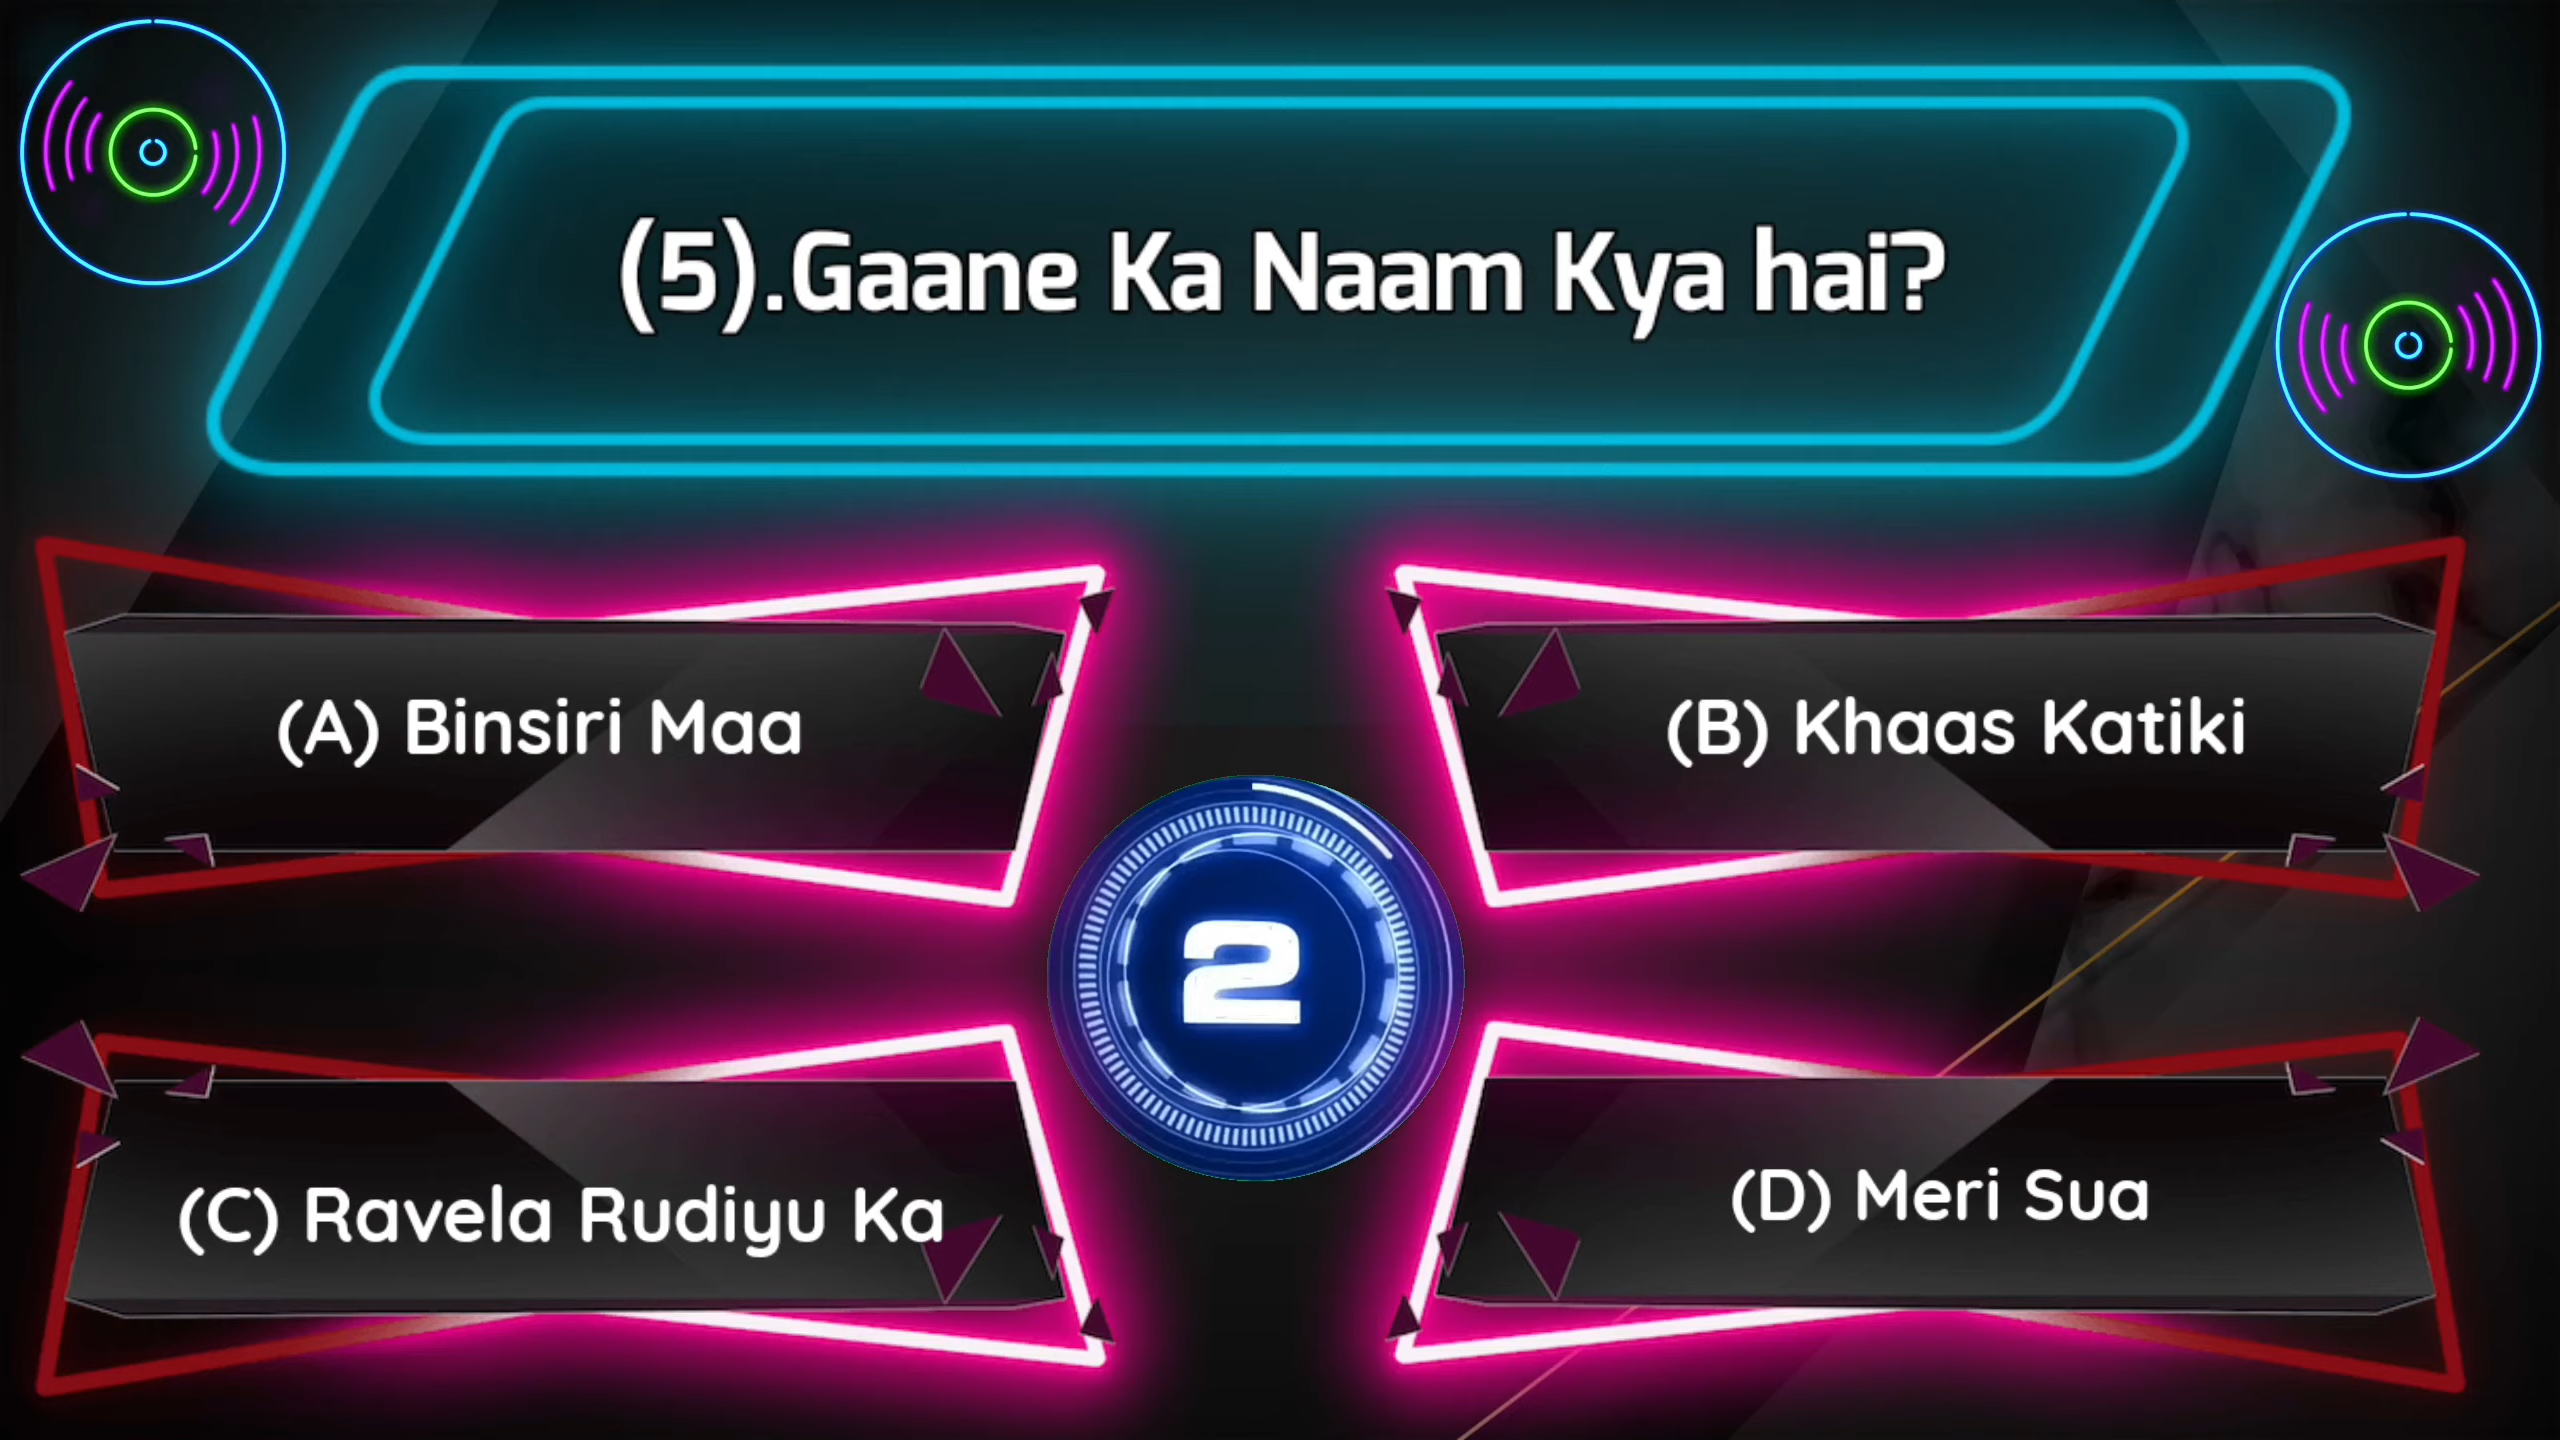 (5).Gaane Ka Naam Kya hai?
(A) Binsiri Maa
(B) Khaas Katiki
2
(C) Ravela Rudiyu Ka
(D) Meri Sua